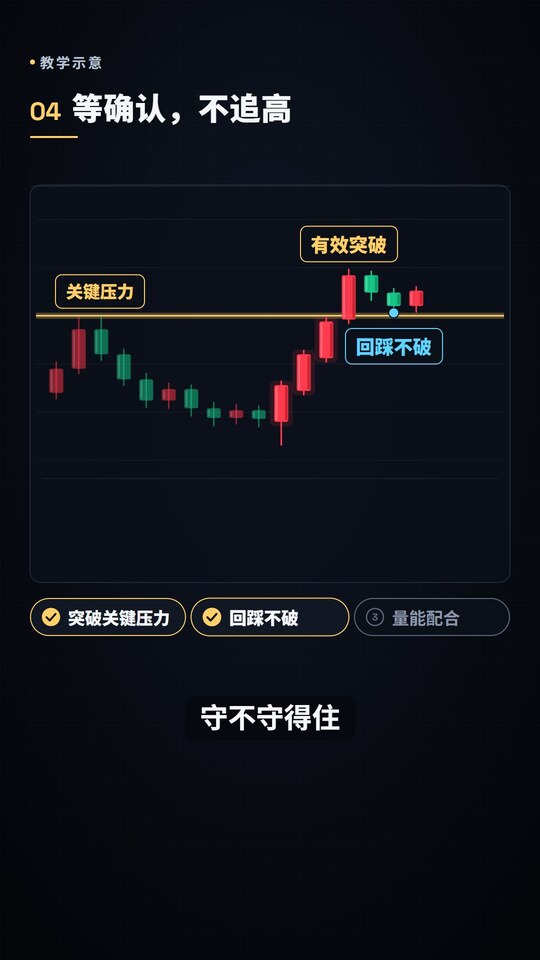 教学示意
04 等确认，不追高
有效突破
关键压力
回踩不破
突破关键压力
回踩不破
3 量能配合
守不守得住